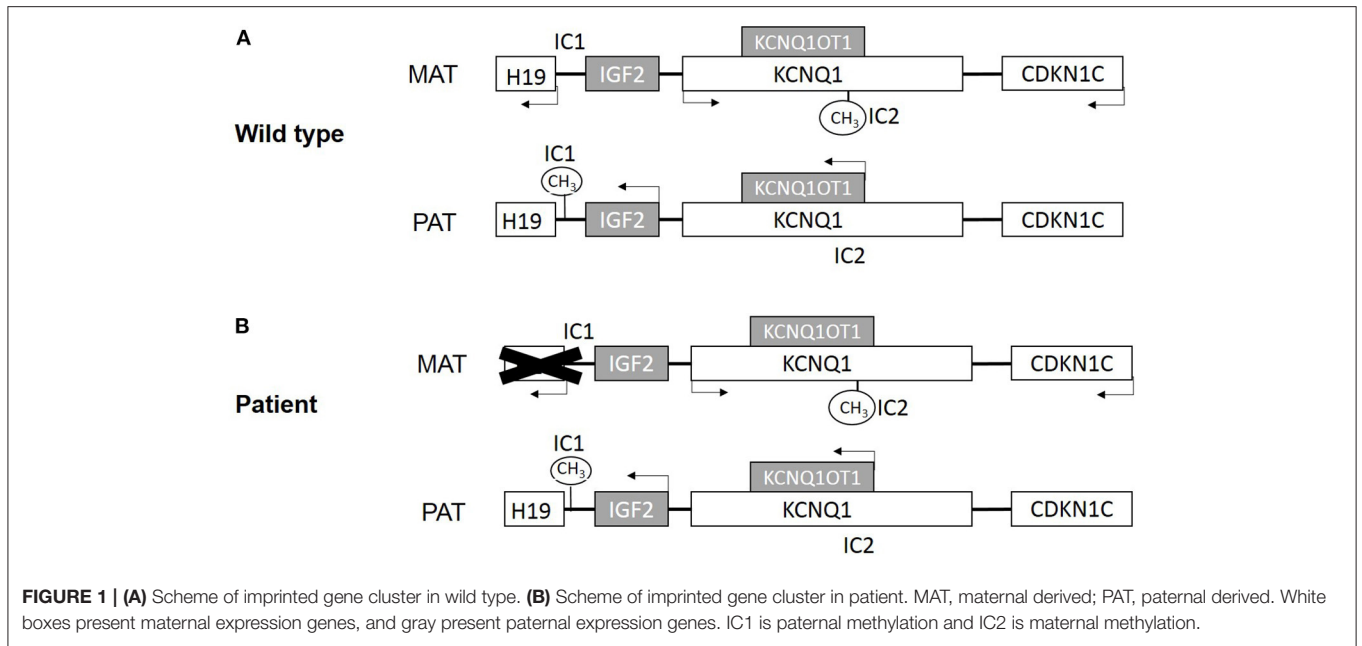 A
IC1
KCNQ1OT1
MAT
H19
IGF2
KCNQ1
CDKN1C
CH3
IC2
Wild type
IC1
CH3
KCNQ1OT1
PAT
H19
IGF2
KCNQ1
CDKN1C
IC2
B
IC1
KCNQ1OT1
MAT
IGF2
KCNQ1
CDKN1C
CH3
IC2
Patient
IC1
CH3
KCNQ1OT1
PAT
H19
IGF2
KCNQ1
CDKN1C
IC2
FIGURE 1 | (A) Scheme of imprinted gene cluster in wild type. (B) Scheme of imprinted gene cluster in patient. MAT, maternal derived; PAT, paternal derived. White
boxes present maternal expression genes, and gray present paternal expression genes. IC1 is paternal methylation and IC2 is maternal methylation.